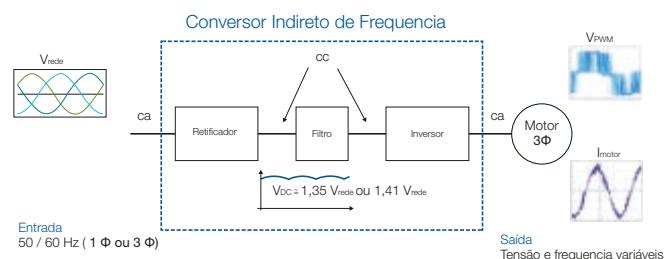 Conversor Indireto de Frequencia
Vrede
cc
VPWM
ca
Retificador
Filtro
Inversor
ca
Motor
3Φ
Imotor
VDC ≅ 1,35 Vrede ou 1,41 Vrede
Entrada
50 / 60 Hz ( 1 Φ ou 3 Φ)
Saída
Tensão e frequencia variáveis